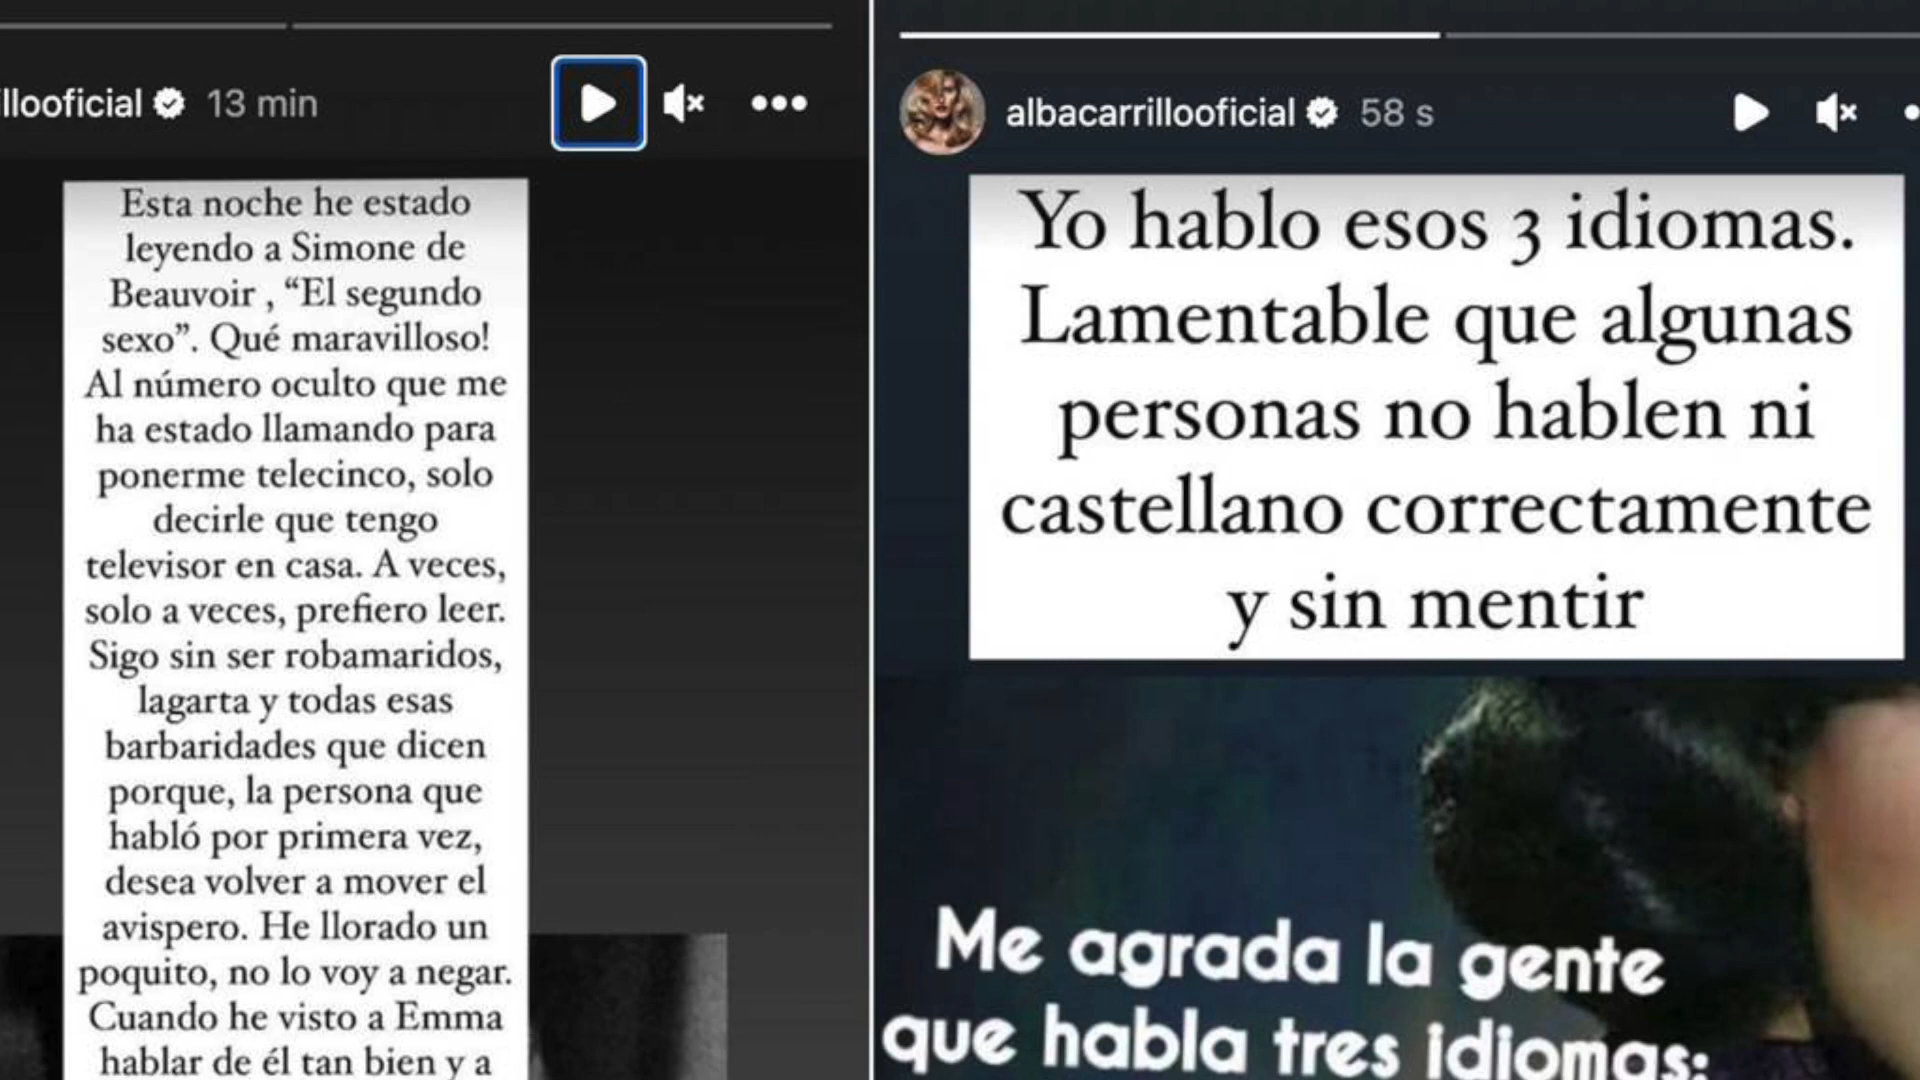 llooficial 13 min
Esta noche he estado
leyendo a Simone de
Beauvoir , “El segundo
sexo”. Qué maravilloso!
Al número oculto que me
ha estado llamando para
ponerme telecinco, solo
decirle que tengo
televisor en casa. A veces,
solo a veces, prefiero leer.
Sigo sin ser robamaridos,
lagarta y todas esas
barbaridades que dicen
porque, la persona que
habló por primera vez,
desea volver a mover el
avispero. He llorado un
poquito, no lo voy a negar.
Cuando he visto a Emma
hablar de él tan bien y a
albacarrillooficial 58 s
Yo hablo esos 3 idiomas.
Lamentable que algunas
personas no hablen ni
castellano correctamente
y sin mentir
Me agrada la gente
que habla tres idiomas: